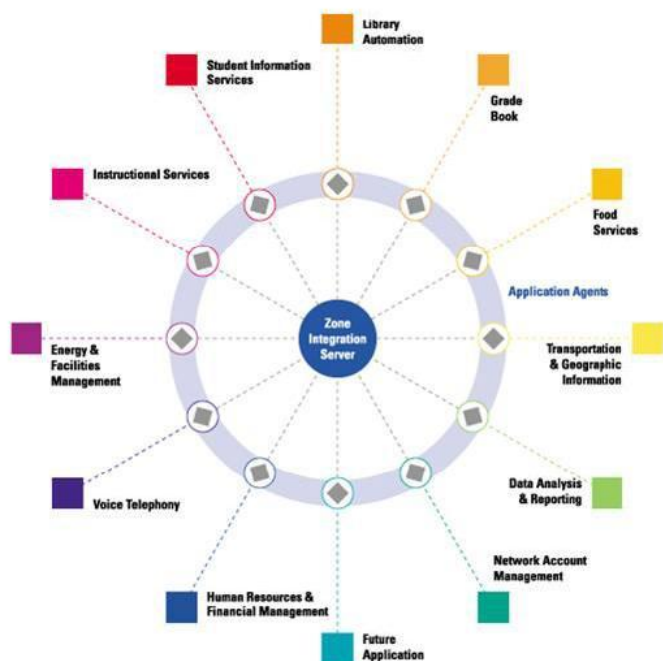 Library
Automation
Student Information
Services
Grade
Book
Instructional Services
Food
Services
Application Agents
Zone
Integration
Server
Energy &
Facilities
Management
Transportation
& Geographic
Information
Voice Telephony
Data Analysis
& Reporting
Network Account
Management
Human Resources &
Financial Management
Future
Application